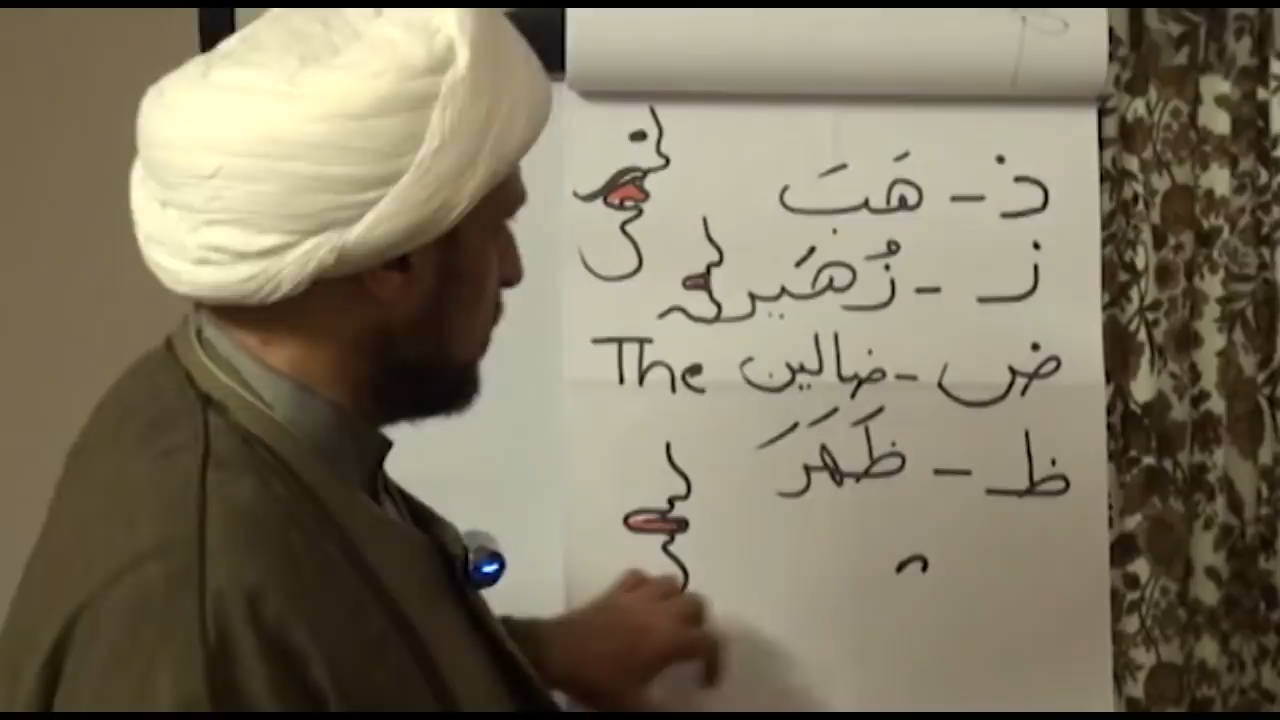 ذ - هَبَ
ز - زُهَير
ض - ضالين The
ظ - ظَهَرَ